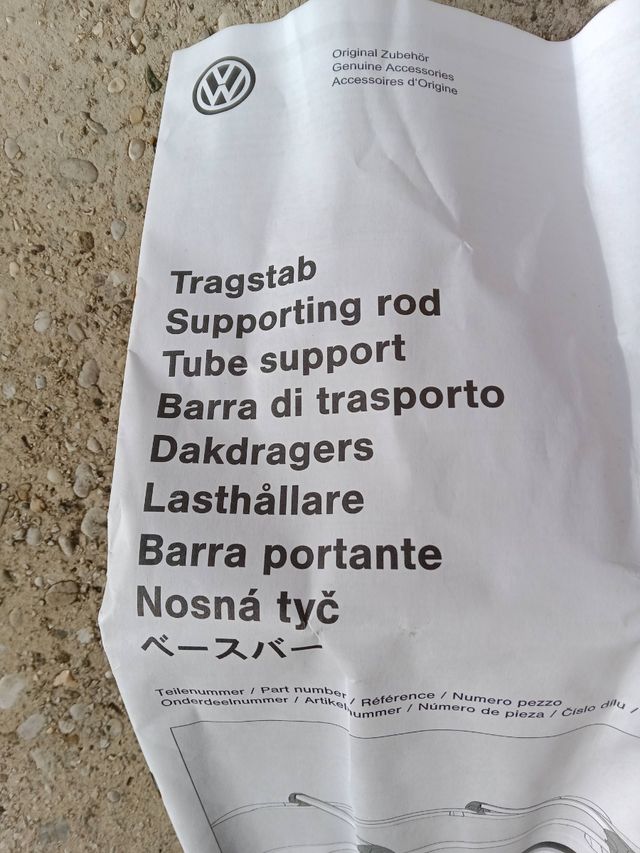 Original Zubehör
Genuine Accessories
Accessoires d'Origine
Tragstab
Supporting rod
Tube support
Barra di trasporto
Dakdragers
Lasthållare
Barra portante
Nosná tyč
ベースバー
Teilenummer / Part number / Référence / Numero pezzo
Onderdeelnummer / Artikelnummer / Número de pieza / Číslo dílu /